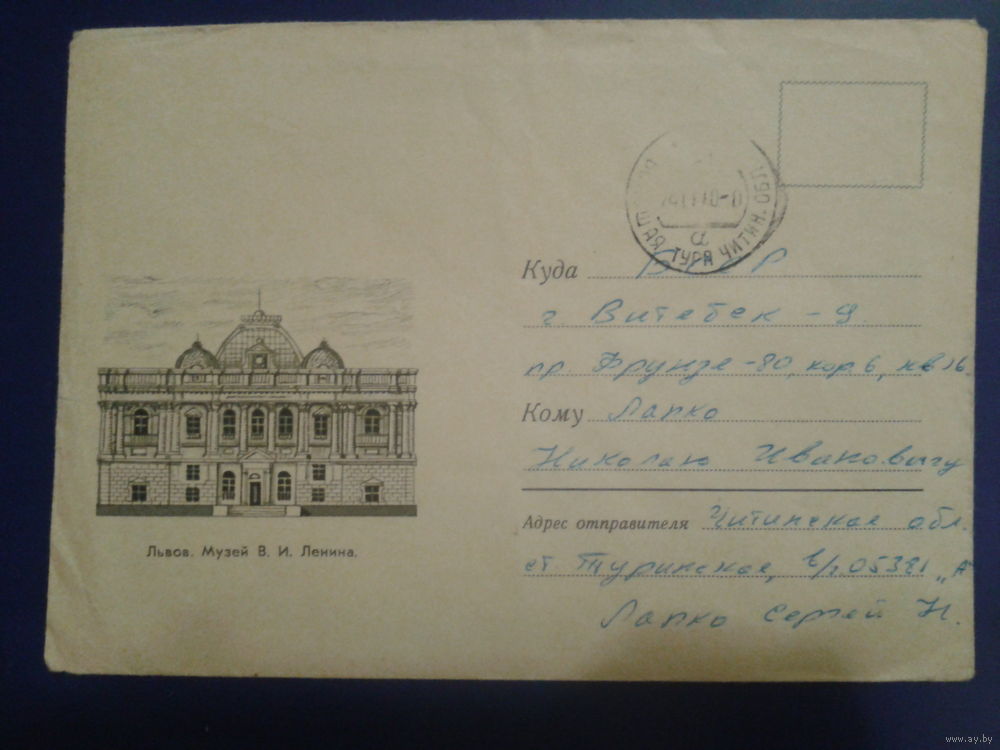 ТУРА ЧИТИН. ОБЛ.
Куда БССР
г. Витебск - 9
пр. Фрунзе - 80, кор 6, кв 16.
Кому Лапко
Николаю Ивановичу
Адрес отправителя Читинская обл.
ст Туринская, в/ч 05381 „А"
Лапко Сергей Н.
Львов. Музей В. И. Ленина.
www.ay.by